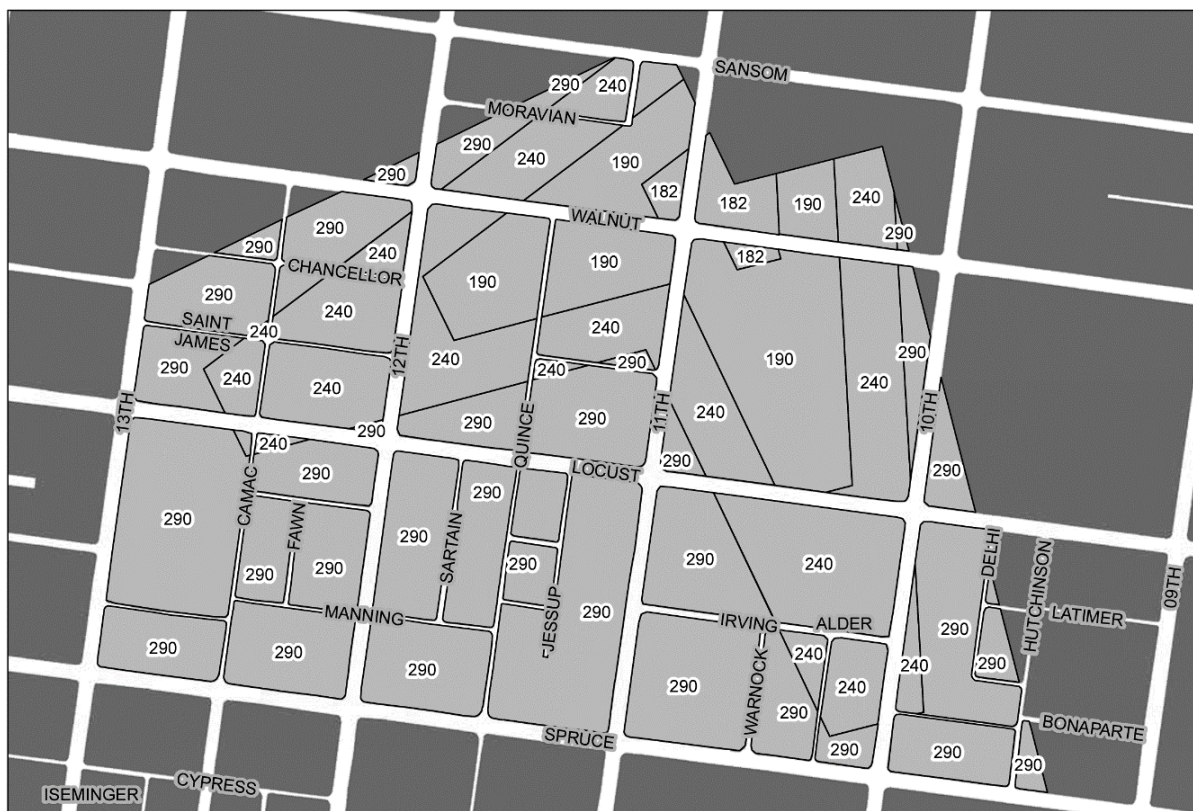 SANSOM
290
240
MORAVIAN
290
240
190
290
182
182
190
240
WALNUT
290
290
290
240
190
182
CHANCELLOR
190
290
240
190
SAINT
JAMES
240
240
290
240
12TH
240
290
240
240
240
290
290
240
13TH
290
QUINCE
290
11TH
240
10TH
290
240
290
290
LOCUST
290
290
290
CAMAC
FAWN
290
290
SARTAIN
290
290
290
290
JESSUP
290
290
240
DELHI
HUTCHINSON
09TH
MANNING
IRVING
ALDER
LATIMER
290
290
290
290
290
WARNOCK
240
240
290
240
290
290
SPRUCE
290
290
290
BONAPARTE
CYPRESS
ISEMINGER